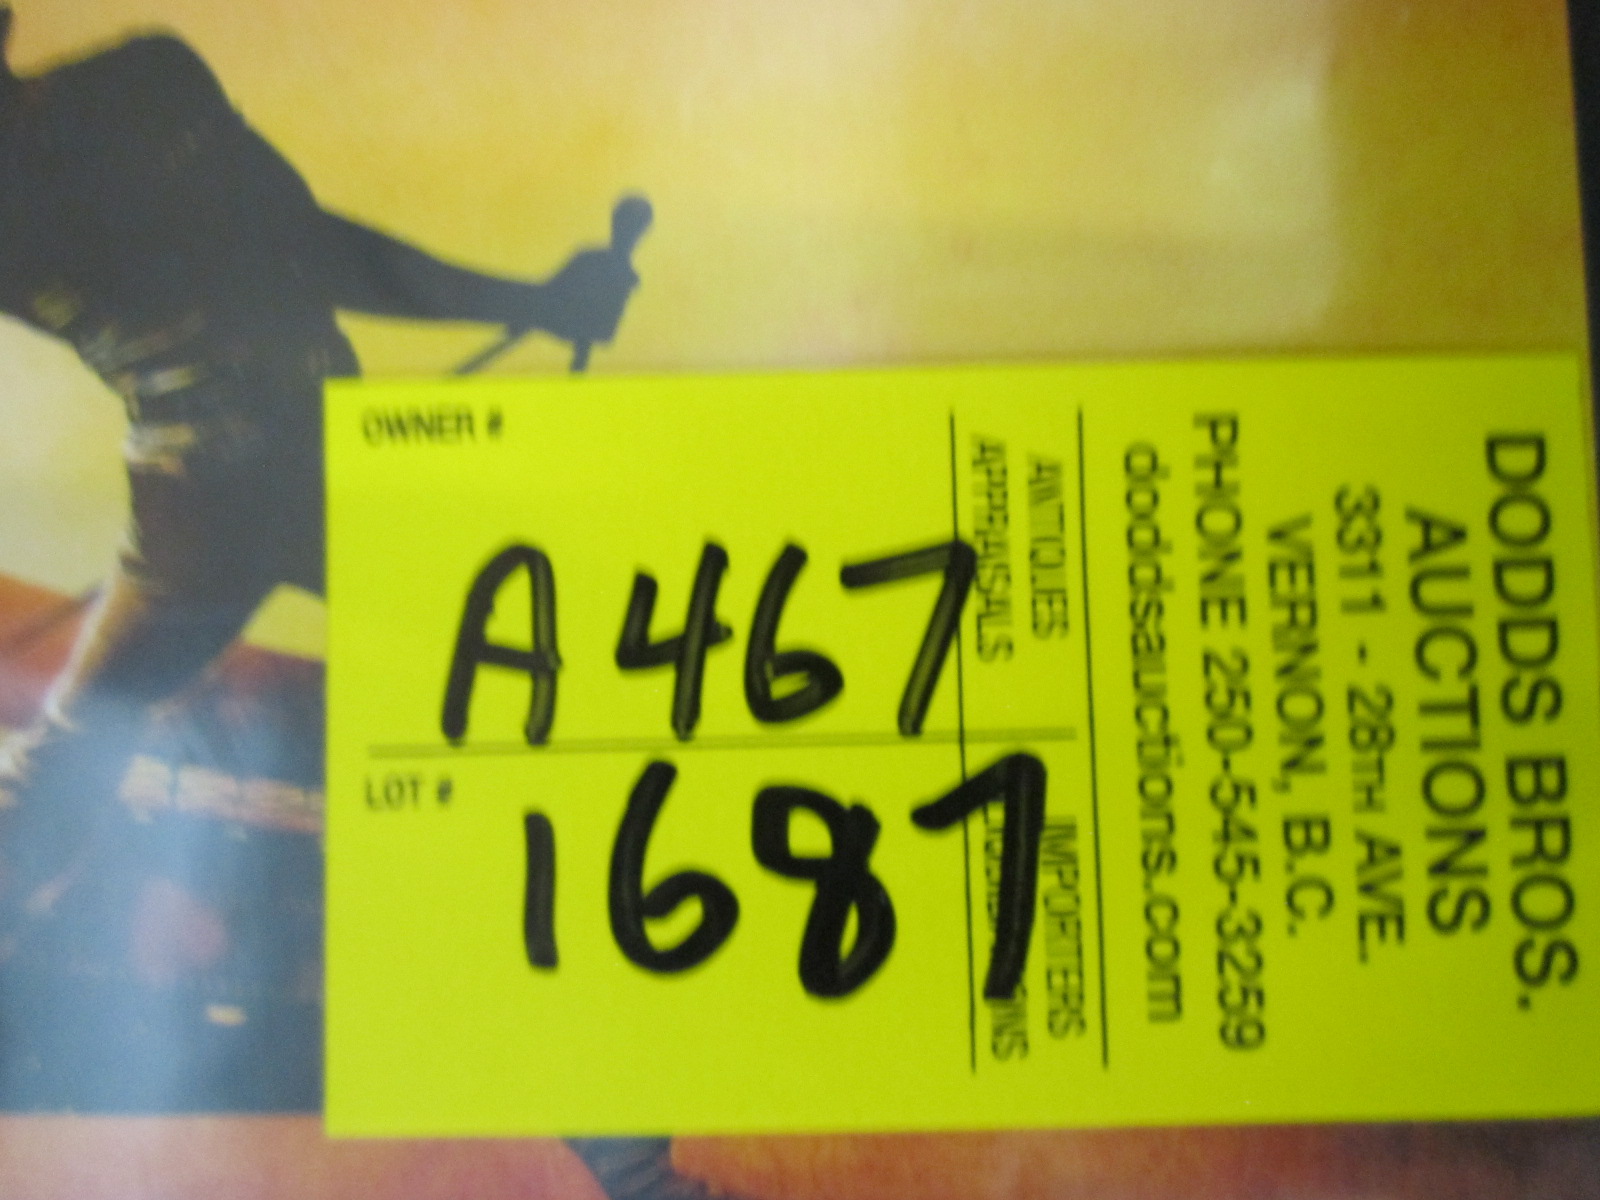 DODDS BROS.
AUCTIONS
3311 - 28TH AVE.
VERNON, B.C.
PHONE 250-545-3259
doddsauctions.com
ANTIQUES IMPORTERS
APPRAISALS
OWNER #
A467
LOT #
1687